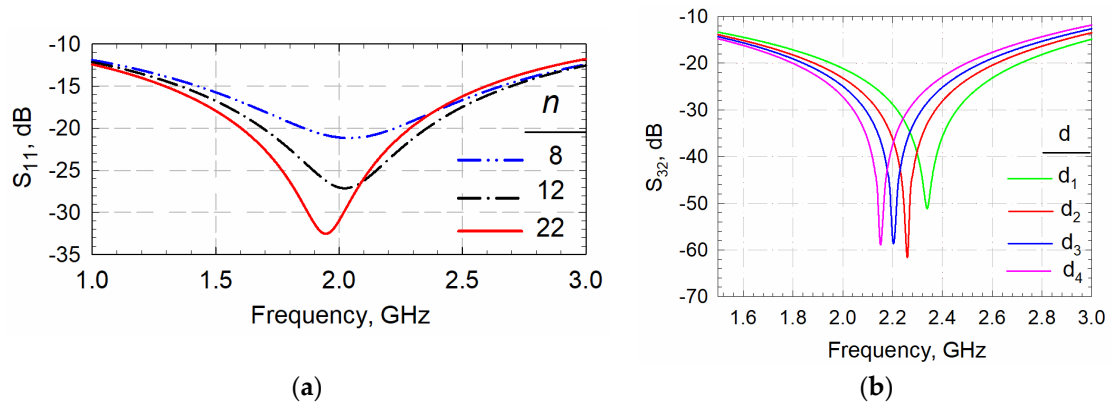 -10
-15
-20
-25
-30
-35
S11, dB
1.0 1.5 2.0 2.5 3.0
Frequency, GHz
n
8
12
22
(a)
-10
-20
-30
-40
-50
-60
-70
S32, dB
1.6 1.8 2.0 2.2 2.4 2.6 2.8 3.0
Frequency, GHz
d
d1
d2
d3
d4
(b)